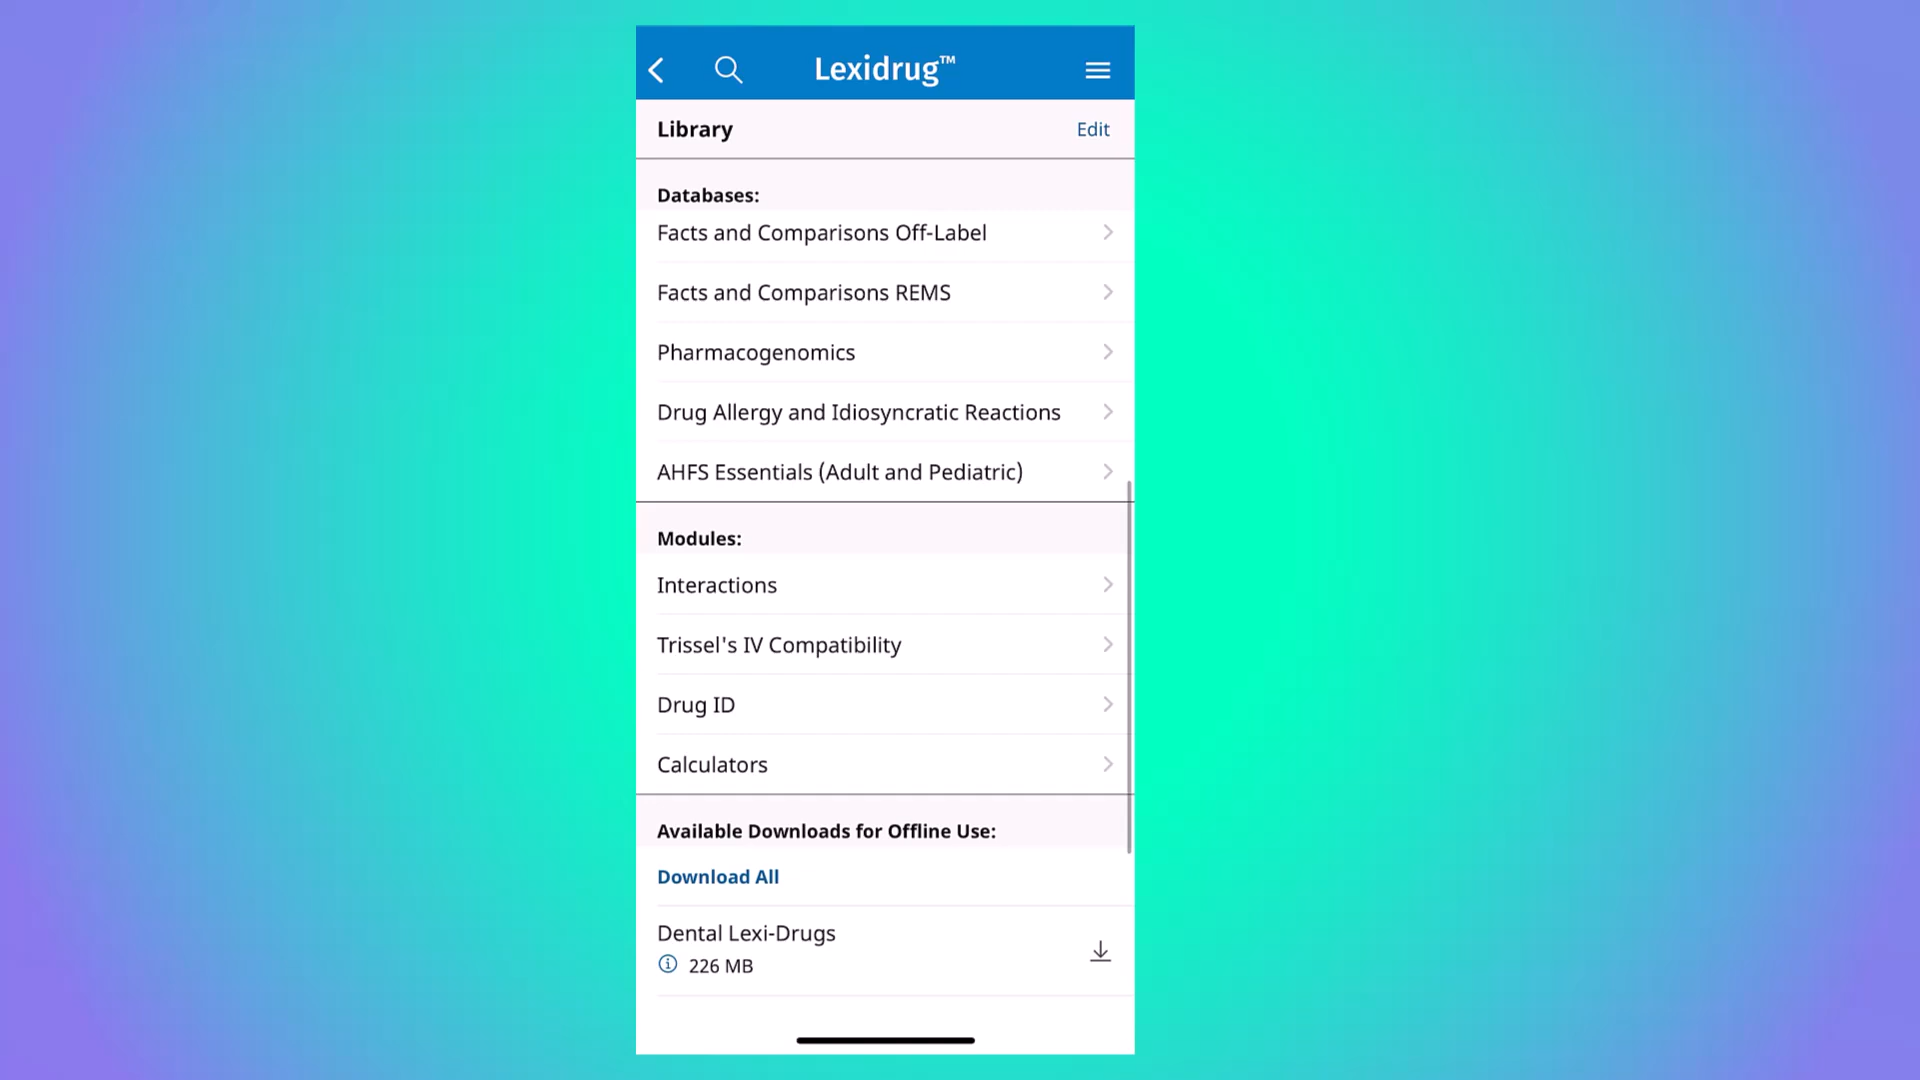 Lexidrug™
Library
Edit
Databases:
Facts and Comparisons Off-Label
Facts and Comparisons REMS
Pharmacogenomics
Drug Allergy and Idiosyncratic Reactions
AHFS Essentials (Adult and Pediatric)
Modules:
Interactions
Trissel's IV Compatibility
Drug ID
Calculators
Available Downloads for Offline Use:
Download All
Dental Lexi-Drugs
226 MB